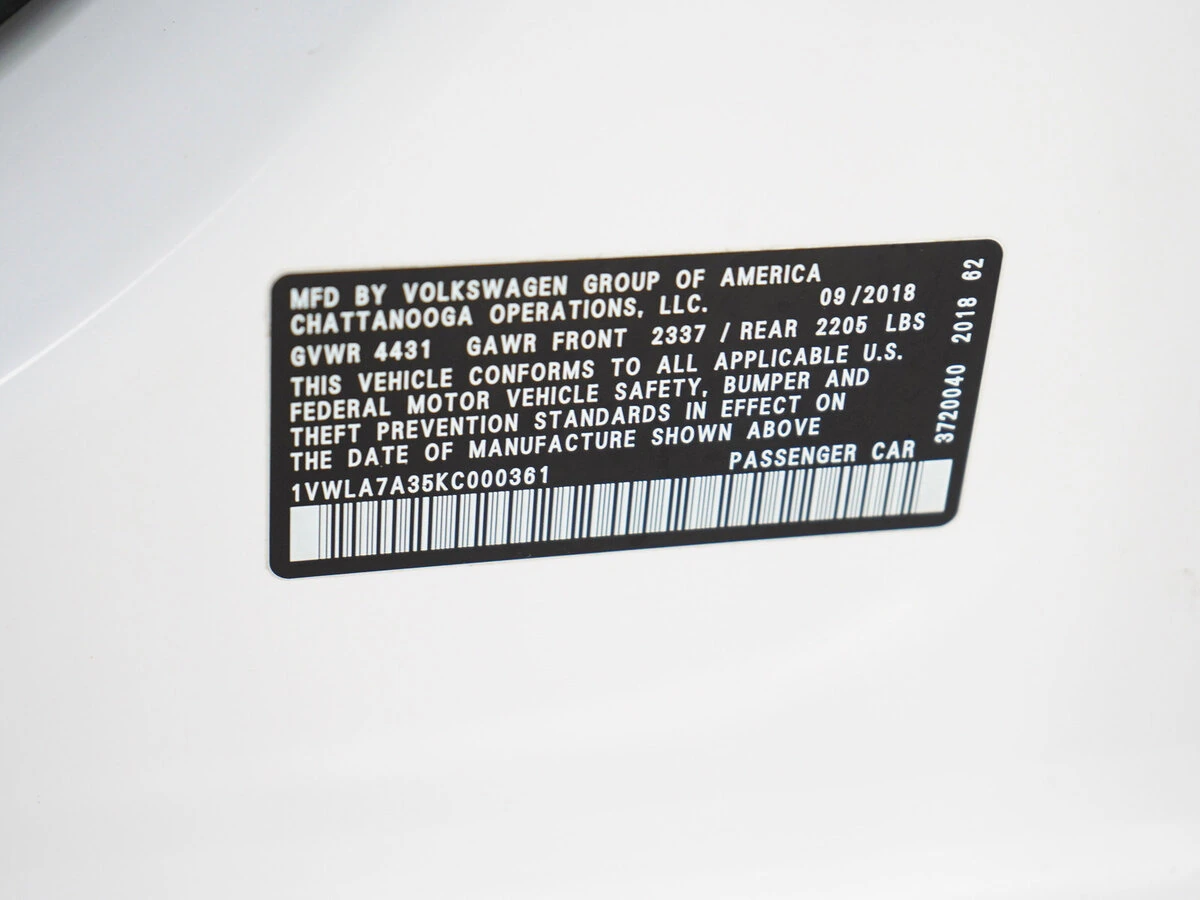 MFD BY VOLKSWAGEN GROUP OF AMERICA
CHATTANOOGA OPERATIONS, LLC. 09/2018
GVWR 4431 GAWR FRONT 2337 / REAR 2205 LBS
THIS VEHICLE CONFORMS TO ALL APPLICABLE U.S.
FEDERAL MOTOR VEHICLE SAFETY, BUMPER AND
THEFT PREVENTION STANDARDS IN EFFECT ON
THE DATE OF MANUFACTURE SHOWN ABOVE
1VWLA7A35KC000361 PASSENGER CAR
3720040 2018 62